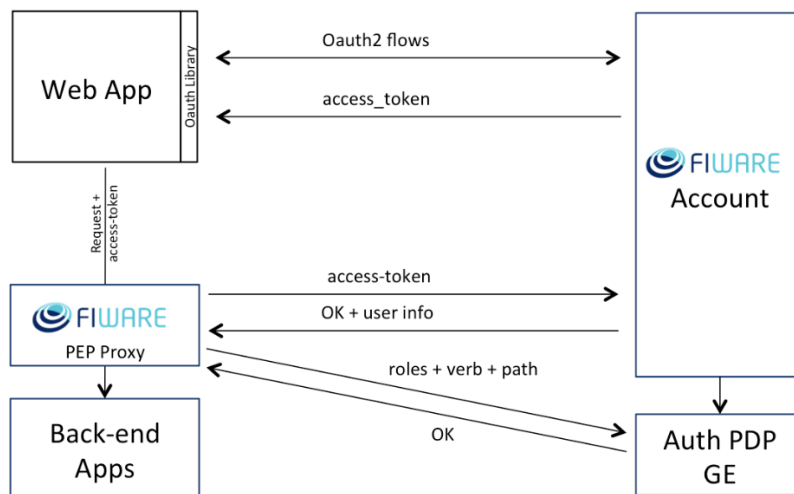 Oauth2 flows
Web App
Oauth Library
access_token
FIWARE
Account
Request +
access-token
access-token
FIWARE
OK + user info
PEP Proxy
roles + verb + path
Back-end
Apps
OK
Auth PDP
GE